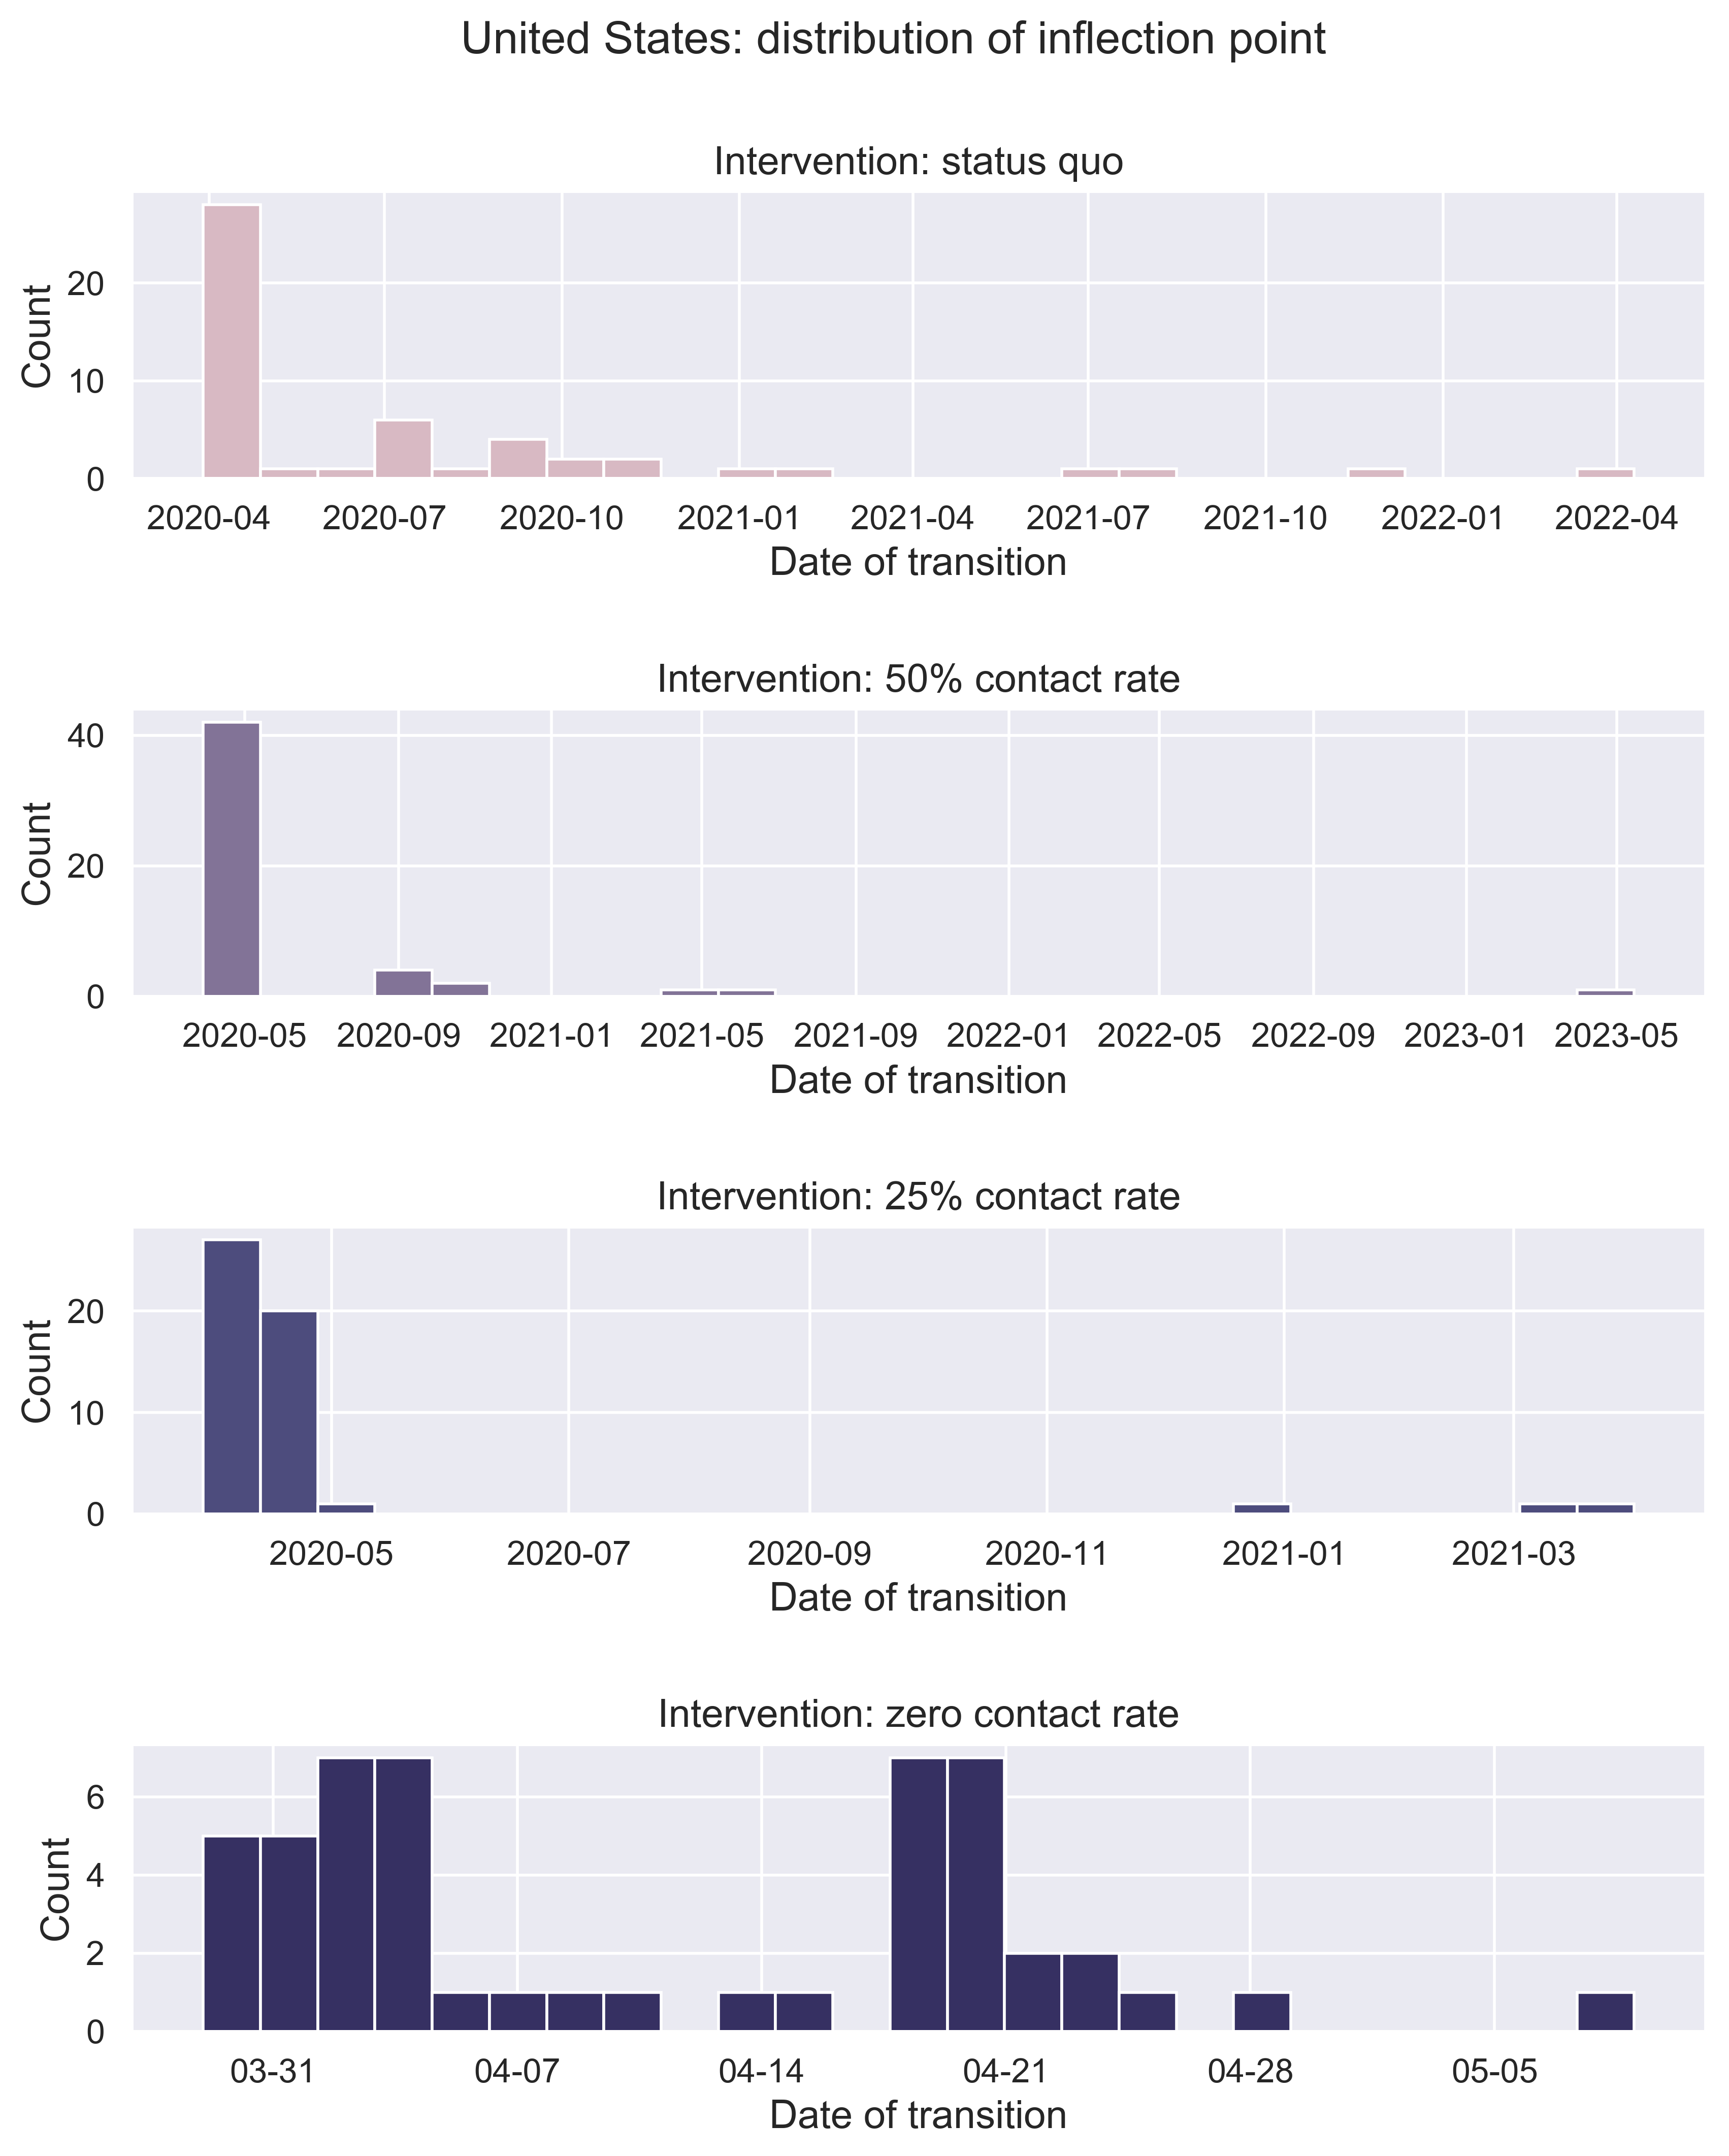 United States: distribution of inflection point
Intervention: status quo
Count
20
10
0
2020-04 2020-07 2020-10 2021-01 2021-04 2021-07 2021-10 2022-01 2022-04
Date of transition
Intervention: 50% contact rate
Count
40
20
0
2020-05 2020-09 2021-01 2021-05 2021-09 2022-01 2022-05 2022-09 2023-01 2023-05
Date of transition
Intervention: 25% contact rate
Count
20
10
0
2020-05 2020-07 2020-09 2020-11 2021-01 2021-03
Date of transition
Intervention: zero contact rate
Count
6
4
2
0
03-31 04-07 04-14 04-21 04-28 05-05
Date of transition